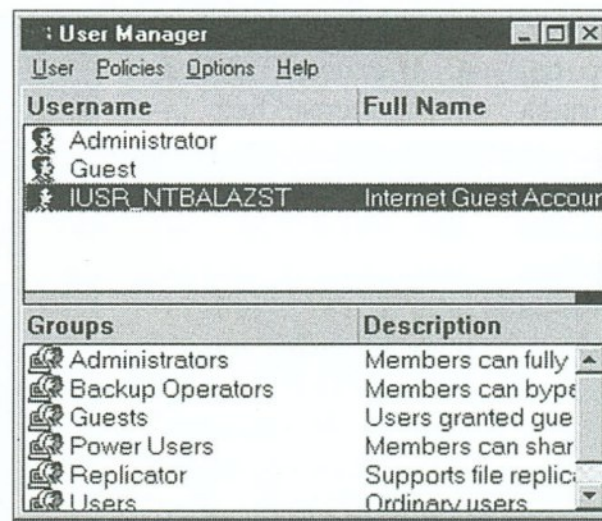 User Manager
User Policies Options Help
Username Full Name
Administrator
Guest
IUSR_NTBALAZST Internet Guest Accour
Groups Description
Administrators Members can fully
Backup Operators Members can bype
Guests Users granted gue
Power Users Members can shar
Replicator Supports file replic
Users Ordinary users